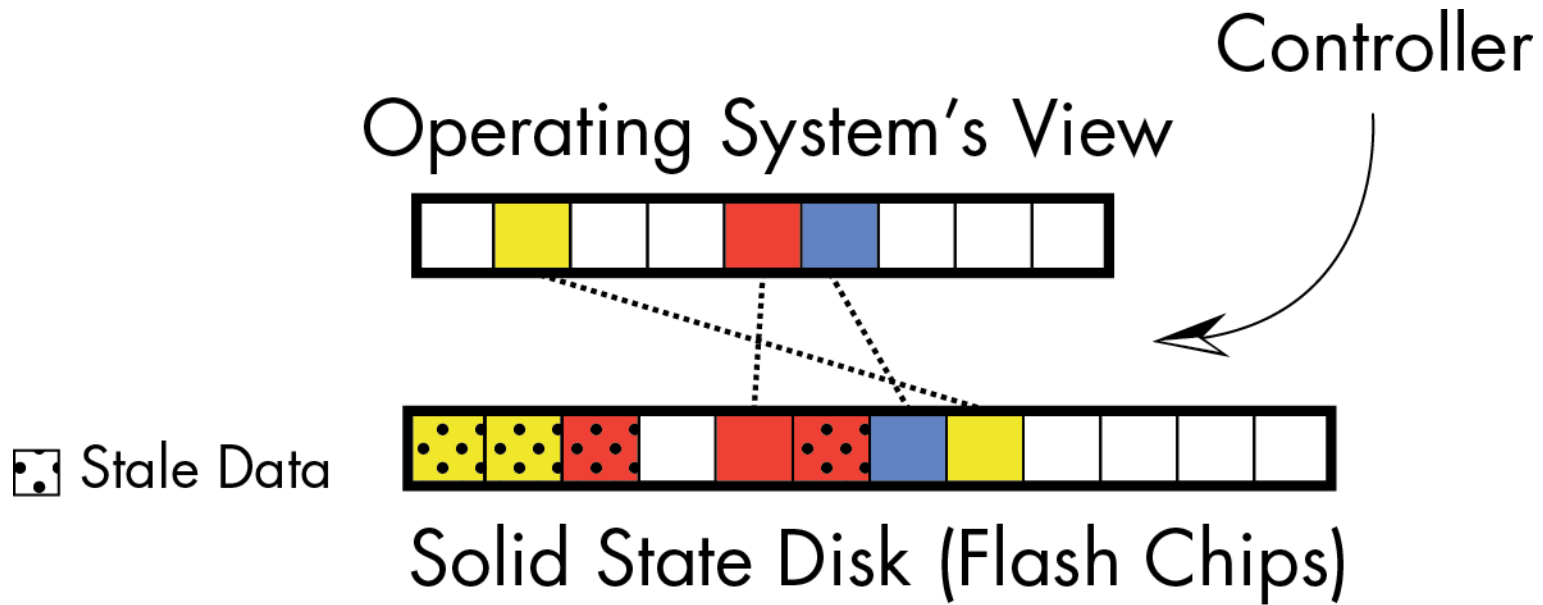 Controller
Operating System’s View
Stale Data
Solid State Disk (Flash Chips)